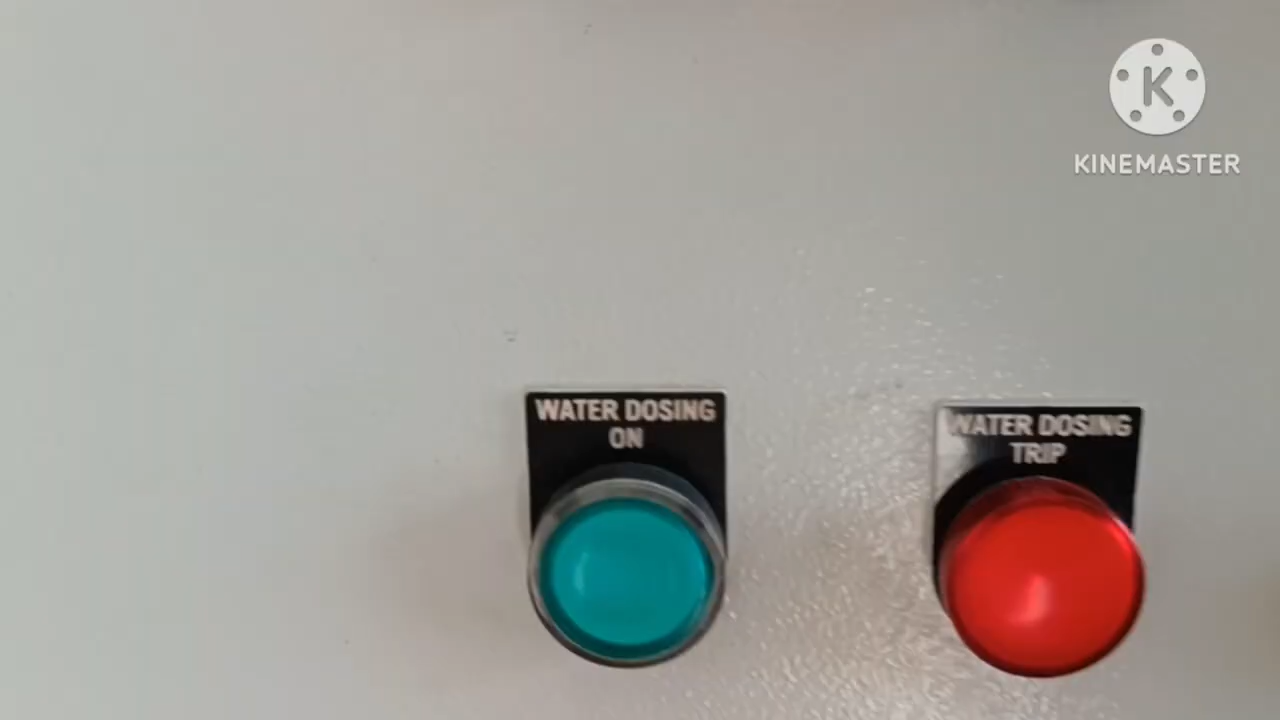 K
KINEMASTER
WATER DOSING
ON
WATER DOSING
TRIP